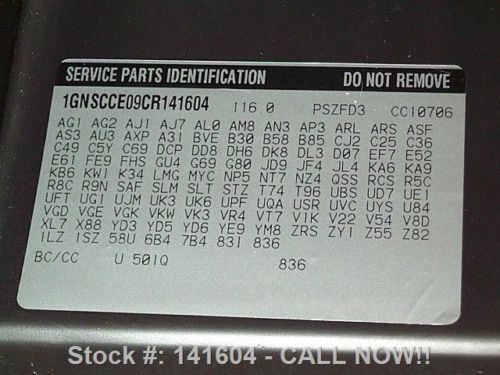 SERVICE PARTS IDENTIFICATION DO NOT REMOVE
1GNSCCE09CR141604 116.0 PSZFD3 CC10706
AG1 AG2 AJ1 AJ7 AL0 AM8 AN3 AP3 ARL ARS ASF
AS3 AU3 AXP A31 BVE B30 B58 B85 CJ2 C25 C36
C49 C5Y C69 DCP DD8 DH6 DK8 DL3 D07 EF7 E52
E61 FE9 FHS GU4 G69 G80 JD9 JF4 JL4 KA6 KA9
KB6 KW1 K34 LMG MYC NP5 NT7 NZ4 QSS RCS RSC
R8C R9N SAF SLM SLT STZ T74 T96 UBS UD7 UE1
UFT UG1 UJM UK3 UK6 UPF UQA USR UVC UYS U84
VGD VGE VGK VKW VK3 VR4 VT7 V1K V22 V54 V8D
XL7 X88 YD3 YD5 YD6 YE9 YM8 ZRS ZY1 Z55 Z82
1LZ 1SZ 58U 6B4 7B4 831 836
BC/CC U 501Q 836
Stock #: 141604 - CALL NOW!!